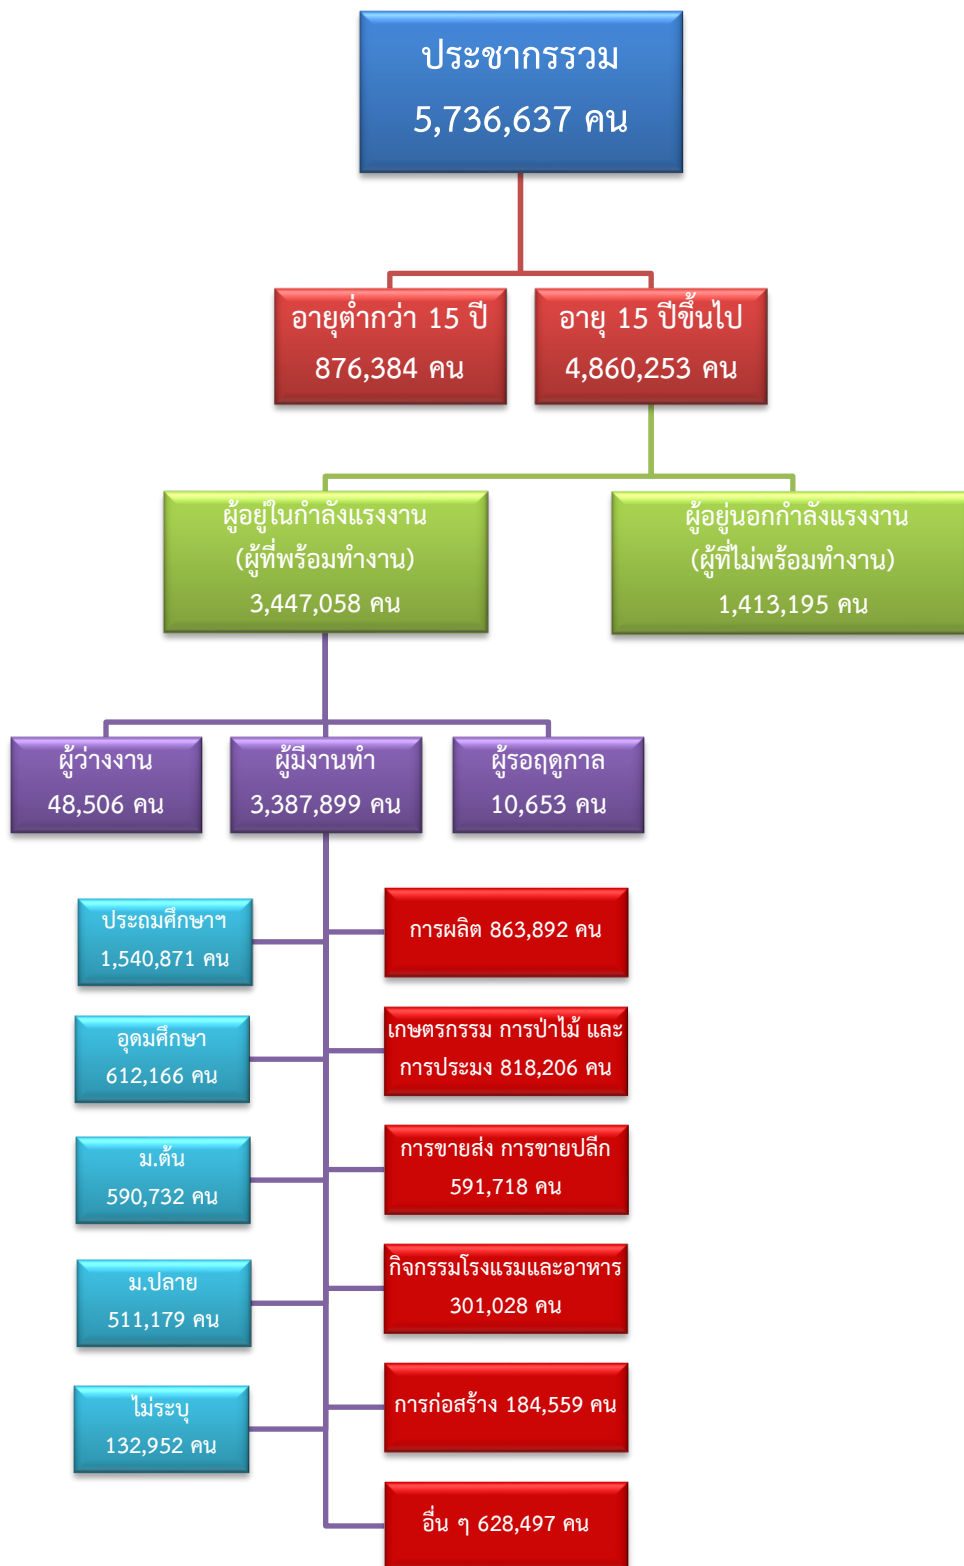 ประชากรรวม
5,736,637 คน
อายุต่ำกว่า 15 ปี
876,384 คน
อายุ 15 ปีขึ้นไป
4,860,253 คน
ผู้อยู่ในกำลังแรงงาน
(ผู้ที่พร้อมทำงาน)
3,447,058 คน
ผู้อยู่นอกกำลังแรงงาน
(ผู้ที่ไม่พร้อมทำงาน)
1,413,195 คน
ผู้ว่างงาน
48,506 คน
ผู้มีงานทำ
3,387,899 คน
ผู้รอฤดูกาล
10,653 คน
ประถมศึกษาฯ
1,540,871 คน
อุดมศึกษา
612,166 คน
ม.ต้น
590,732 คน
ม.ปลาย
511,179 คน
ไม่ระบุ
132,952 คน
การผลิต 863,892 คน
เกษตรกรรม การป่าไม้ และ
การประมง 818,206 คน
การขายส่ง การขายปลีก
591,718 คน
กิจกรรมโรงแรมและอาหาร
301,028 คน
การก่อสร้าง 184,559 คน
อื่น ๆ 628,497 คน